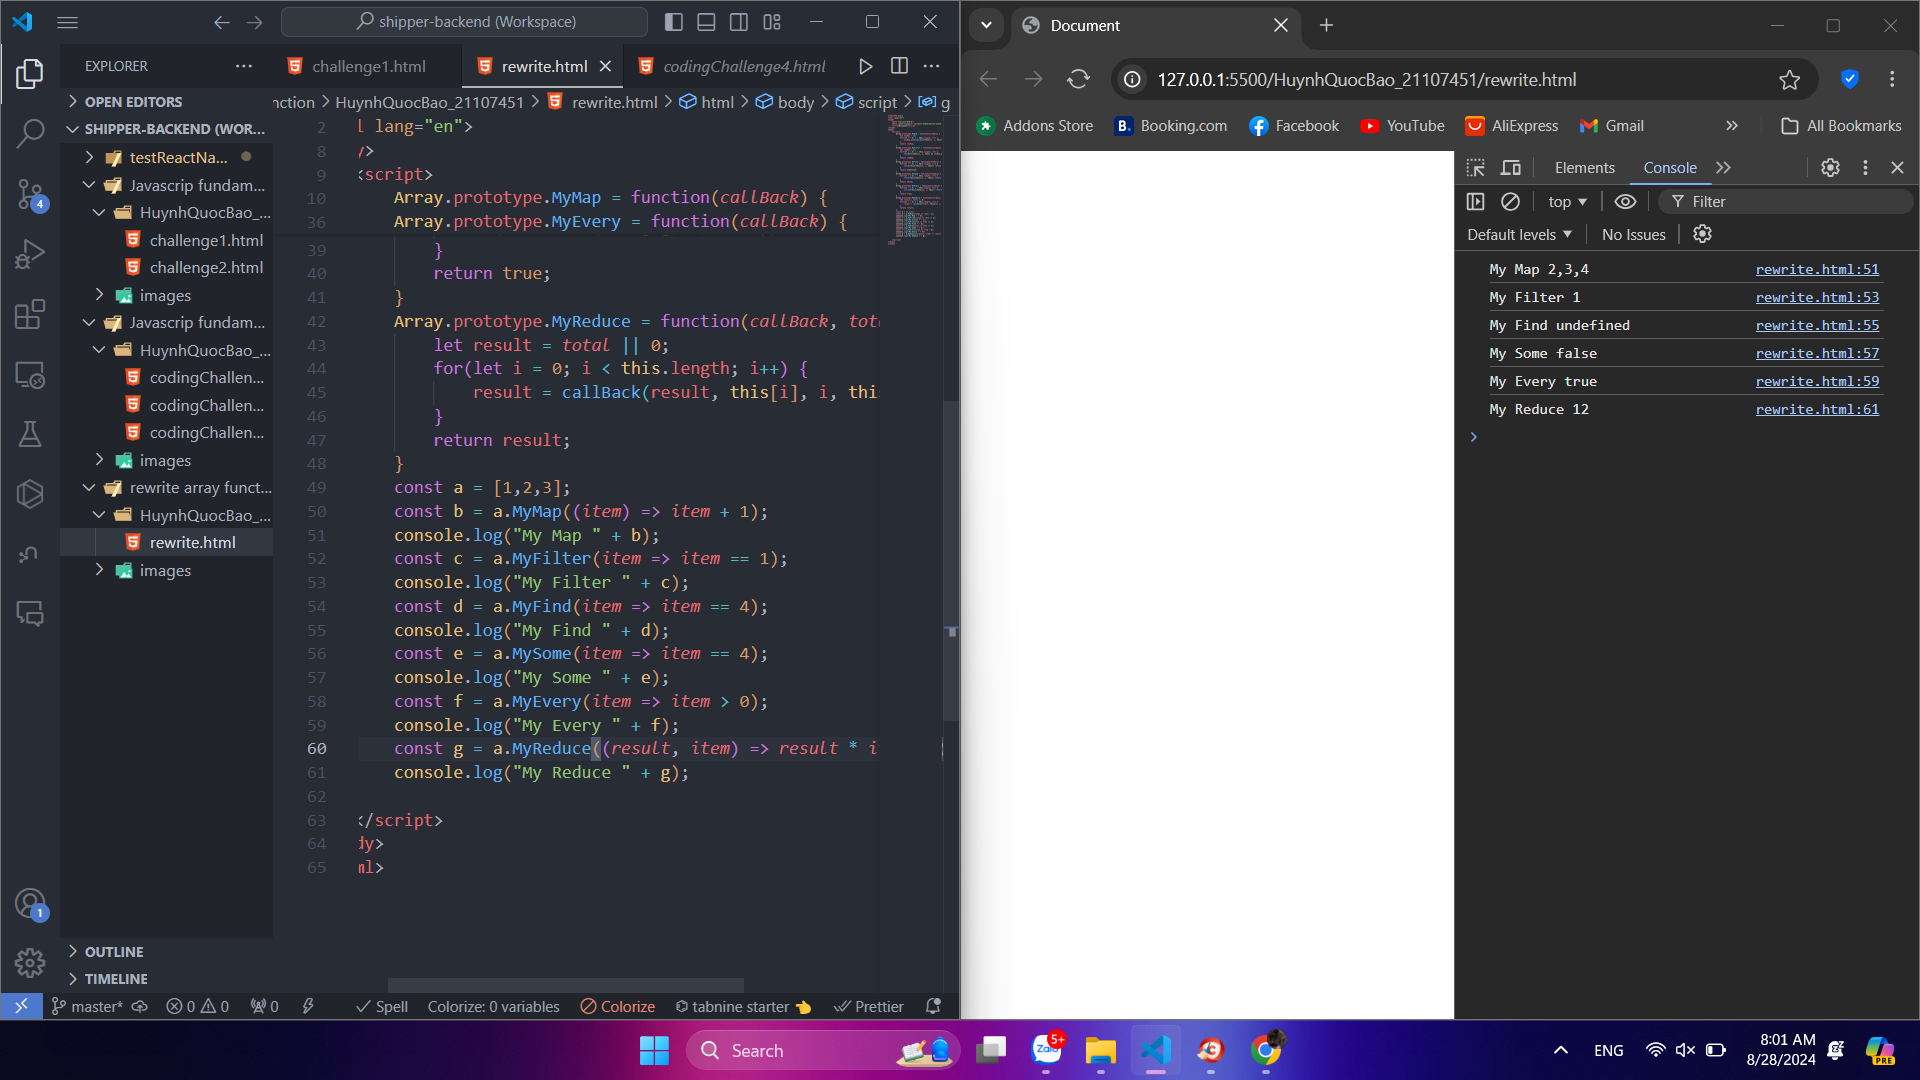 shipper-backend (Workspace)
EXPLORER
challenge1.html
rewrite.html
codingChallenge4.html
OPEN EDITORS
SHIPPER-BACKEND (WOR...
testReactNa...
Javascrip fundam...
HuynhQuocBao_...
challenge1.html
challenge2.html
images
Javascrip fundam...
HuynhQuocBao_...
codingChallen...
codingChallen...
codingChallen...
images
rewrite array funct...
HuynhQuocBao_...
rewrite.html
images
OUTLINE
TIMELINE
4
1
nction > HuynhQuocBao_21107451 > rewrite.html > html > body > script > g
2 l lang="en">
8 y>
9 <script>
10 Array.prototype.MyMap = function(callBack) {
36 Array.prototype.MyEvery = function(callBack) {
39 }
40 return true;
41 }
42 Array.prototype.MyReduce = function(callBack, tot
43 let result = total || 0;
44 for(let i = 0; i < this.length; i++) {
45 result = callBack(result, this[i], i, thi
46 }
47 return result;
48 }
49 const a = [1,2,3];
50 const b = a.MyMap((item) => item + 1);
51 console.log("My Map " + b);
52 const c = a.MyFilter(item => item == 1);
53 console.log("My Filter " + c);
54 const d = a.MyFind(item => item == 4);
55 console.log("My Find " + d);
56 const e = a.MySome(item => item == 4);
57 console.log("My Some " + e);
58 const f = a.MyEvery(item => item > 0);
59 console.log("My Every " + f);
60 const g = a.MyReduce((result, item) => result * i
61 console.log("My Reduce " + g);
62
63 </script>
64 dy>
65 ml>
master* 0 0 0 Spell Colorize: 0 variables Colorize tabnine starter Prettier
Document
127.0.0.1:5500/HuynhQuocBao_21107451/rewrite.html
Addons Store Booking.com Facebook YouTube AliExpress Gmail All Bookmarks
Elements Console
top Filter
Default levels No Issues
My Map 2,3,4 rewrite.html:51
My Filter 1 rewrite.html:53
My Find undefined rewrite.html:55
My Some false rewrite.html:57
My Every true rewrite.html:59
My Reduce 12 rewrite.html:61
Search
Zalo
5+
ENG
8:01 AM
8/28/2024
PRE